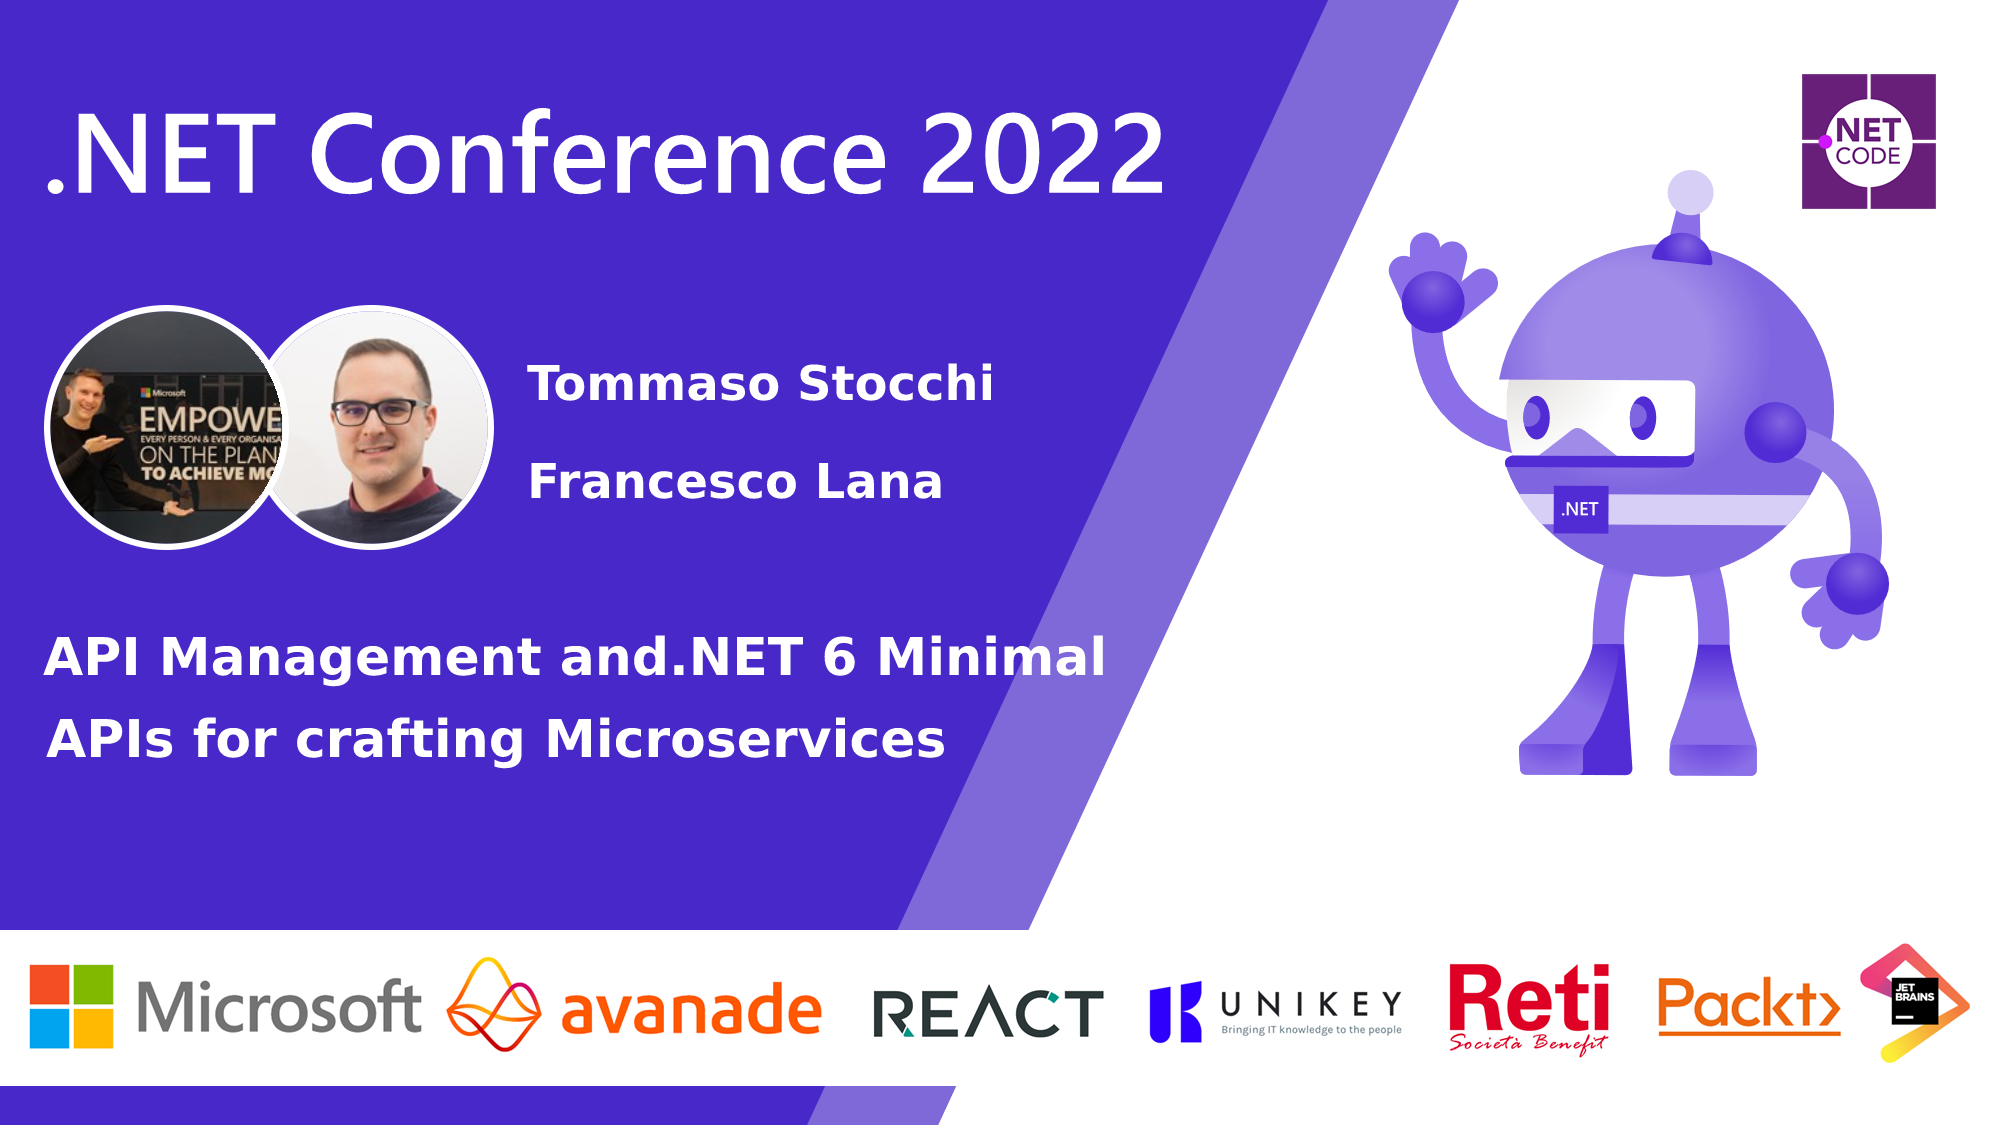 .NET Conference 2022
NET
CODE
Microsoft
EMPOWE
EVERY PERSON & EVERY ORGANISA
ON THE PLAN
TO ACHIEVE MO
Tommaso Stocchi
Francesco Lana
.NET
API Management and.NET 6 Minimal
APIs for crafting Microservices
Microsoft
avanade
REACT
UNIKEY
Bringing IT knowledge to the people
Reti
Società Benefit
Packt>
JET
BRAINS